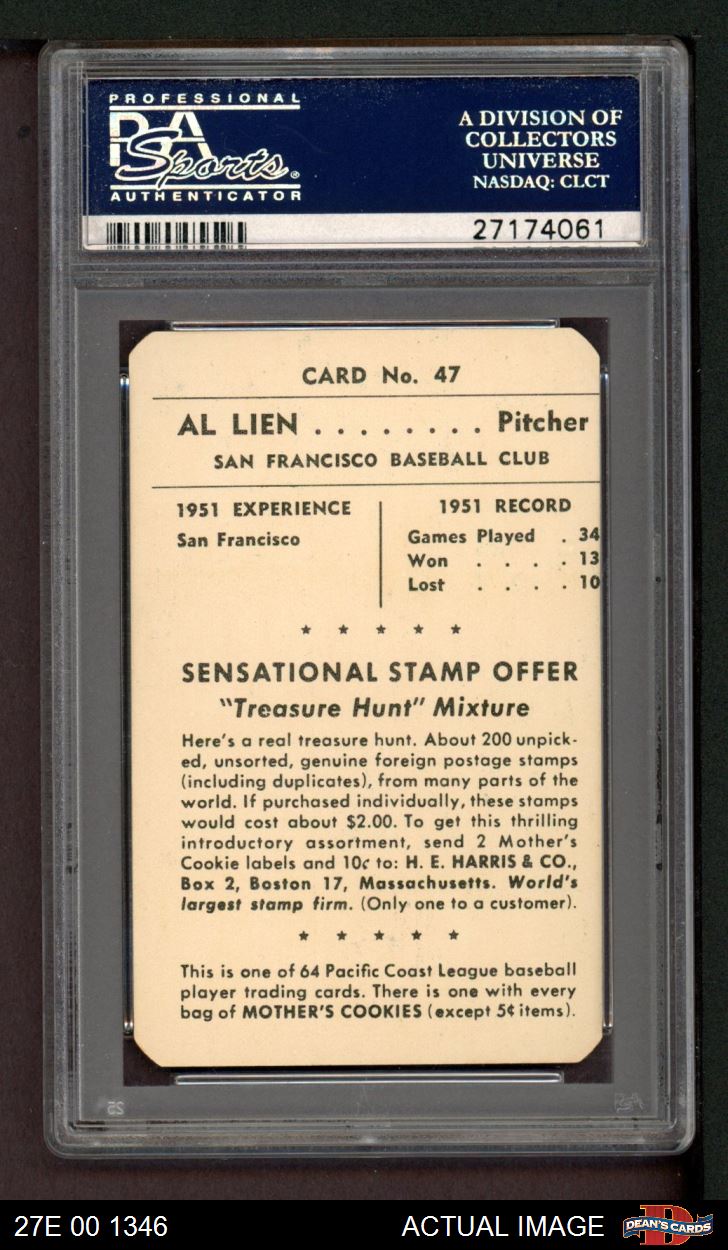 PROFESSIONAL
PSA
Sports®
AUTHENTICATOR
A DIVISION OF
COLLECTORS
UNIVERSE
NASDAQ: CLCT
27174061
CARD No. 47
AL LIEN . . . . . . . . Pitcher
SAN FRANCISCO BASEBALL CLUB
1951 EXPERIENCE
San Francisco
1951 RECORD
Games Played . 34
Won . . . . 13
Lost . . . . 10
★ ★ ★ ★ ★
SENSATIONAL STAMP OFFER
"Treasure Hunt" Mixture
Here's a real treasure hunt. About 200 unpick-
ed, unsorted, genuine foreign postage stamps
(including duplicates), from many parts of the
world. If purchased individually, these stamps
would cost about $2.00. To get this thrilling
introductory assortment, send 2 Mother's
Cookie labels and 10c to: H. E. HARRIS & CO.,
Box 2, Boston 17, Massachusetts. World's
largest stamp firm. (Only one to a customer).
★ ★ ★ ★ ★
This is one of 64 Pacific Coast League baseball
player trading cards. There is one with every
bag of MOTHER'S COOKIES (except 5¢ items).
27E 00 1346
ACTUAL IMAGE
DEAN'S CARDS